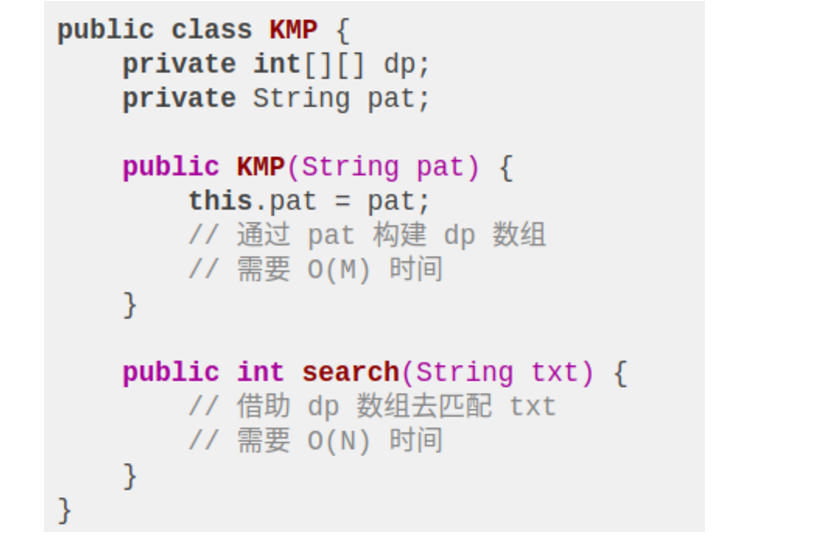 public class KMP {
    private int[][] dp;
    private String pat;

    public KMP(String pat) {
        this.pat = pat;
        // 通过 pat 构建 dp 数组
        // 需要 O(M) 时间
    }

    public int search(String txt) {
        // 借助 dp 数组去匹配 txt
        // 需要 O(N) 时间
    }
}